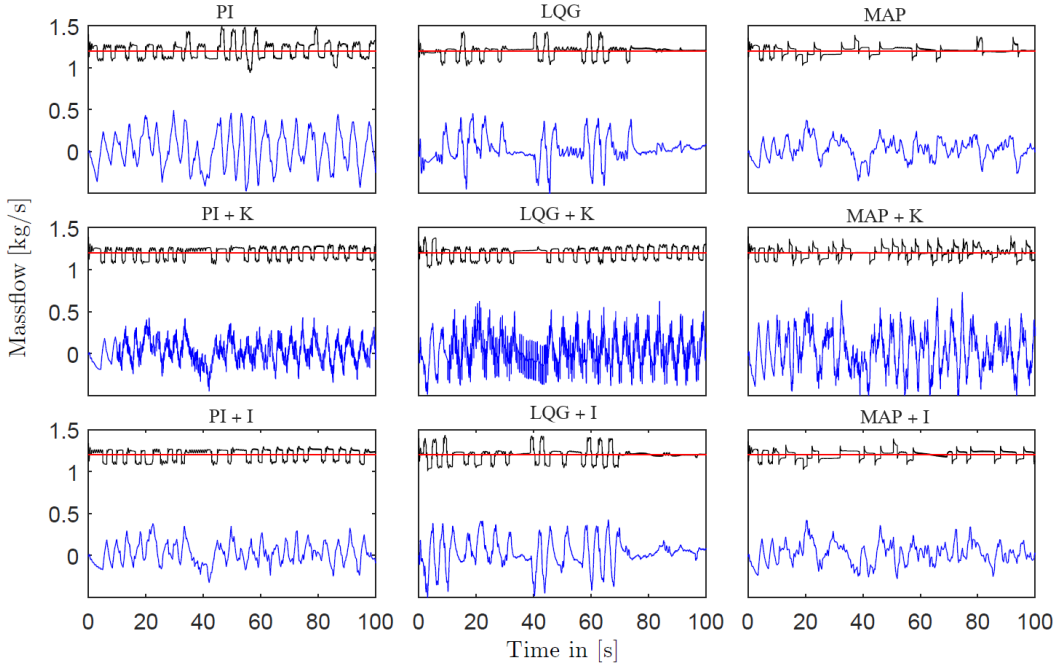 PI LQG MAP
1.5
1
0.5
0
PI + K LQG + K MAP + K
1.5
1
0.5
0
Massflow [kg/s]
PI + I LQG + I MAP + I
1.5
1
0.5
0
0 20 40 60 80 100 0 20 40 60 80 100 0 20 40 60 80 100
Time in [s]